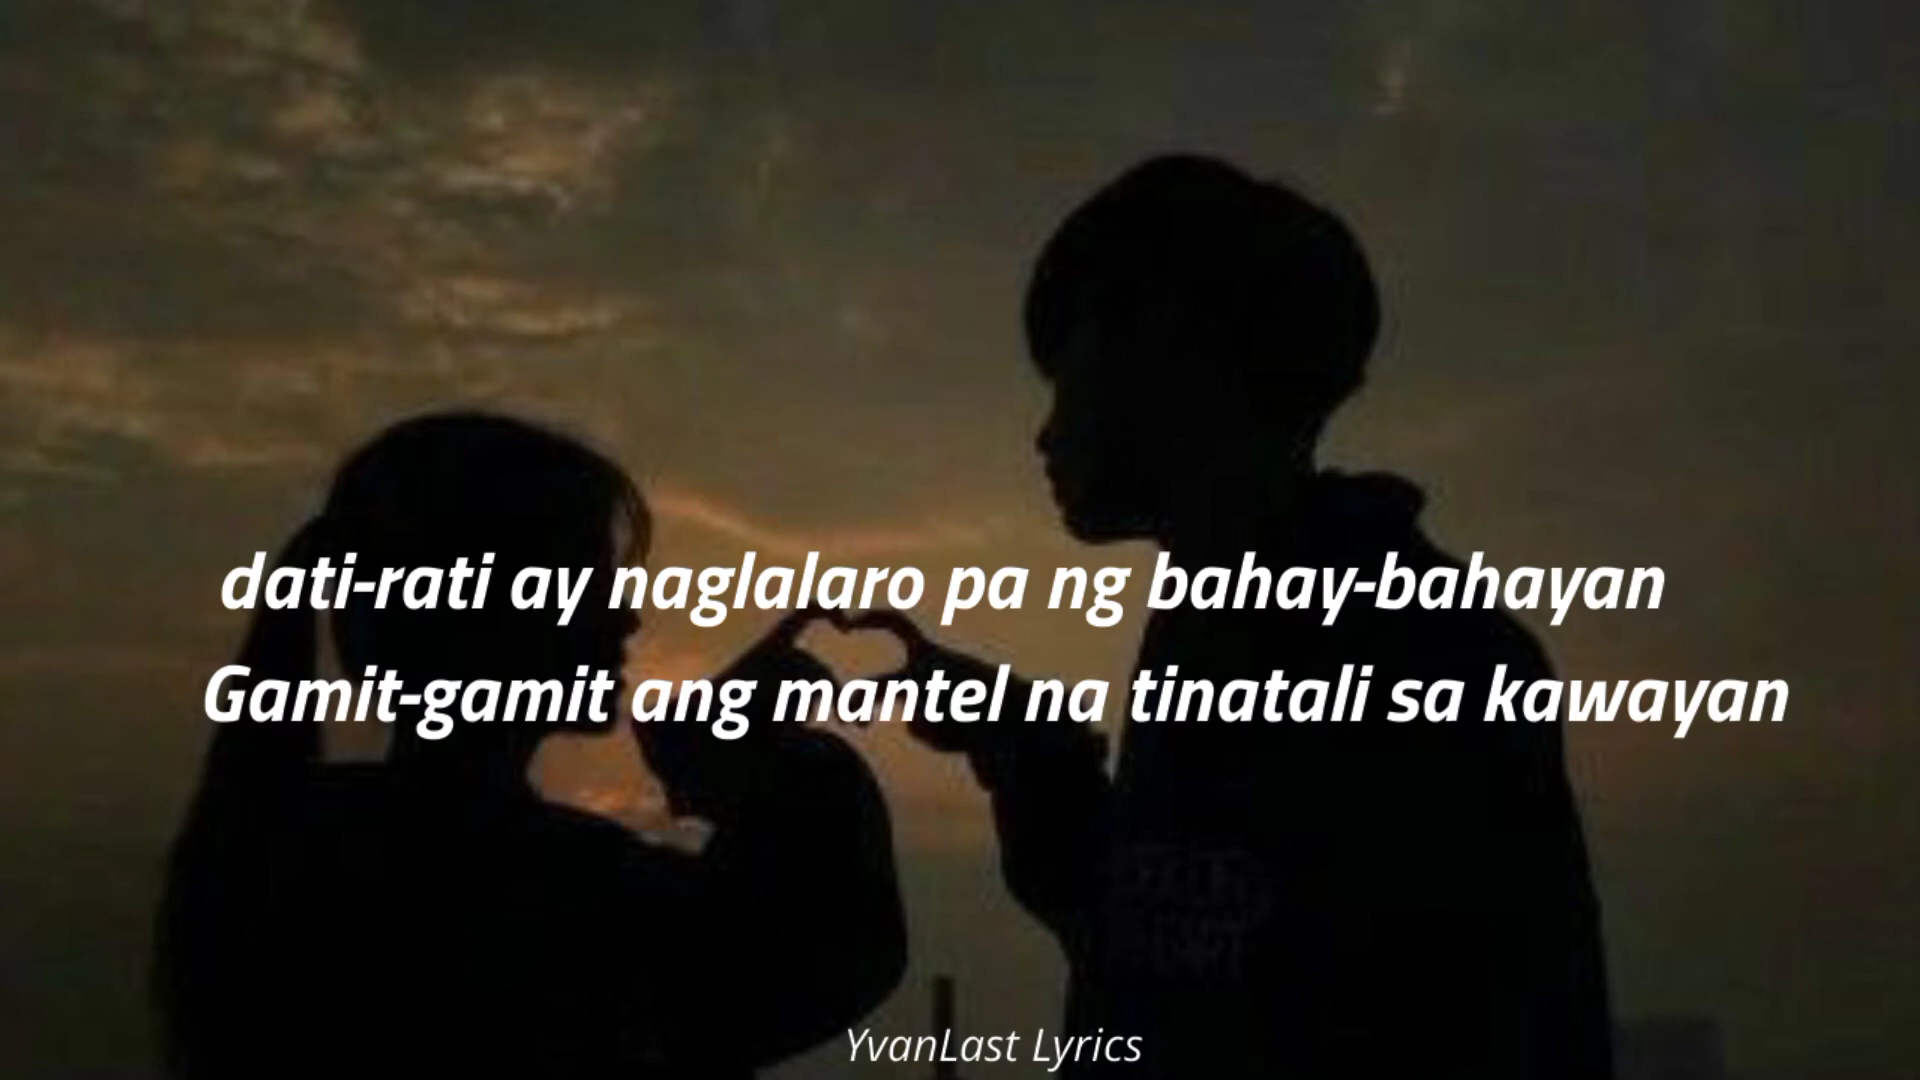 dati-rati ay naglalaro pa ng bahay-bahayan
Gamit-gamit ang mantel na tinatali sa kawayan
YvanLast Lyrics